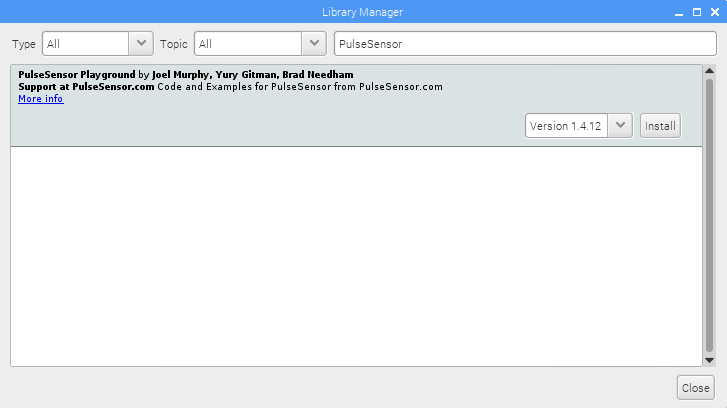 Library Manager
Type All Topic All PulseSensor
PulseSensor Playground by Joel Murphy, Yury Gitman, Brad Needham
Support at PulseSensor.com Code and Examples for PulseSensor from PulseSensor.com
More info
Version 1.4.12 Install
Close